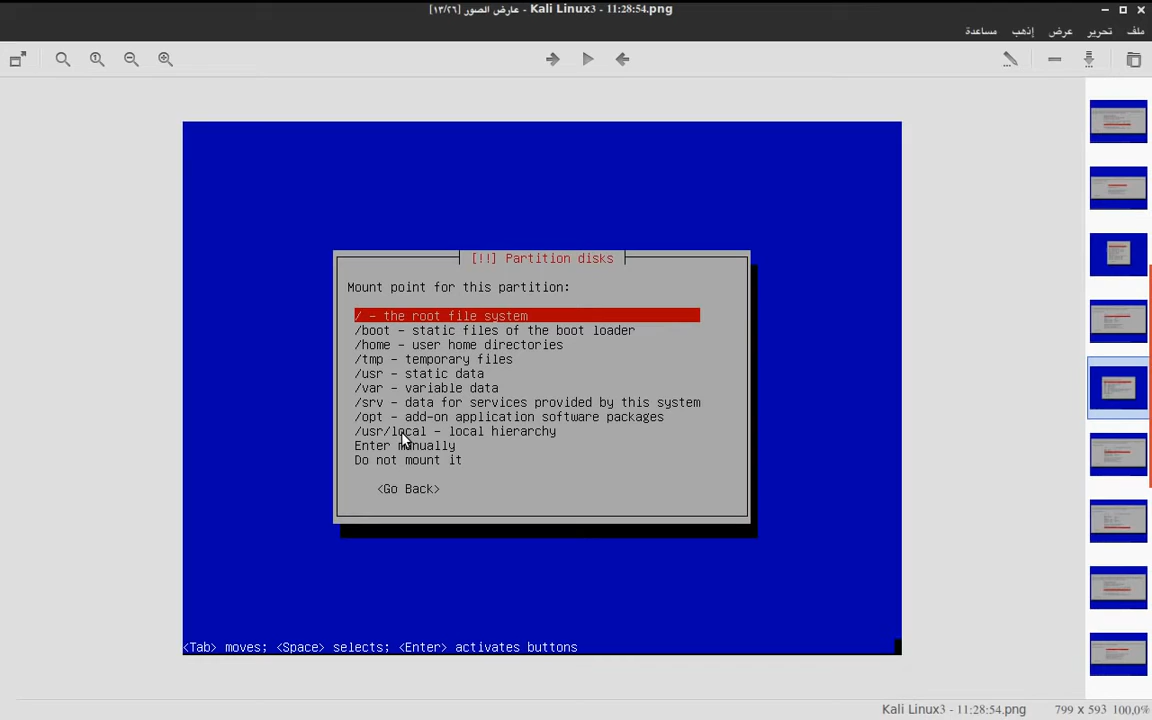 عارض الصور [١٣/٢٦] - Kali Linux3 - 11:28:54.png
ملف تحرير عرض إذهب مساعدة
[!!] Partition disks
Mount point for this partition:
/ - the root file system
/boot - static files of the boot loader
/home - user home directories
/tmp - temporary files
/usr - static data
/var - variable data
/srv - data for services provided by this system
/opt - add-on application software packages
/usr/local - local hierarchy
Enter manually
Do not mount it
<Go Back>
<Tab> moves; <Space> selects; <Enter> activates buttons
Kali Linux3 - 11:28:54.png 799 x 593 100,0%